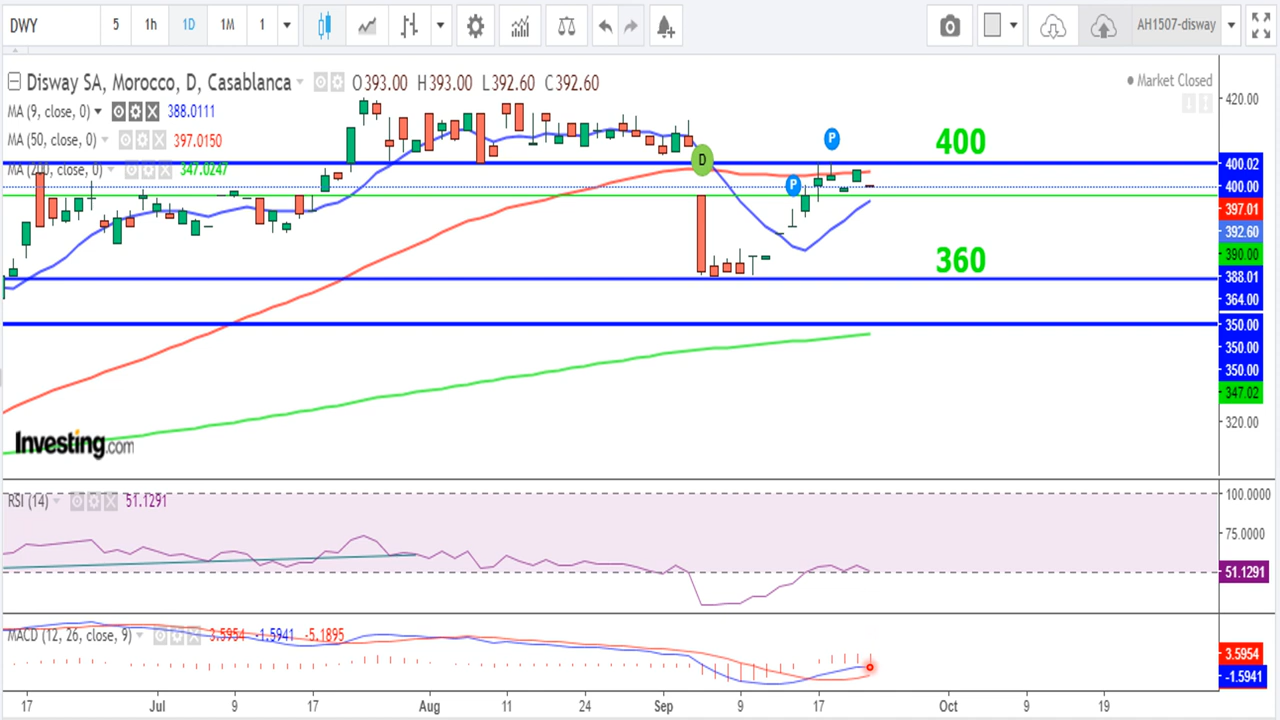 DWY 5 1h 1D 1M 1 AH1507-disway
Disway SA, Morocco, D, Casablanca O393.00 H393.00 L392.60 C392.60
Market Closed
MA (9, close, 0) 388.0111
MA (50, close, 0) 397.0150
MA (200, close, 0) 347.0247
400
360
D
P
P
420.00
400.02
400.00
397.01
392.60
390.00
388.01
364.00
350.00
350.00
350.00
347.02
320.00
Investing.com
RSI (14) 51.1291
100.0000
75.0000
51.1291
MACD (12, 26, close, 9) 3.5954 -1.5941 -5.1895
3.5954
-1.5941
17 Jul 9 17 Aug 11 24 Sep 9 17 Oct 9 19